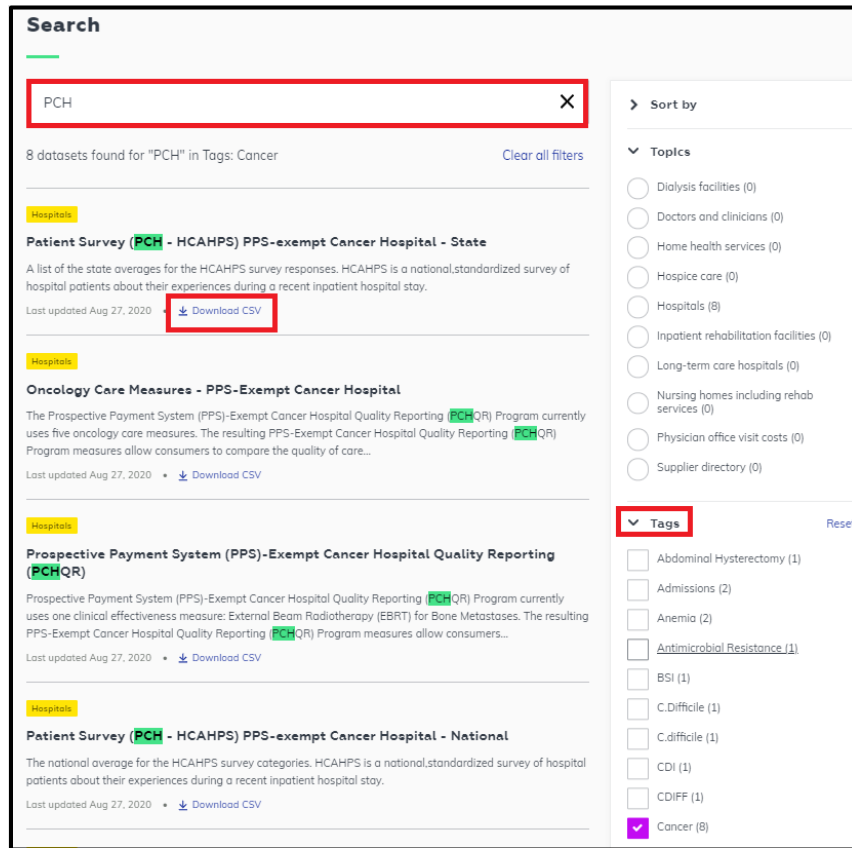 Search
PCH
8 datasets found for "PCH" in Tags: Cancer
Clear all filters
Hospitals
Patient Survey (PCH - HCAHPS) PPS-exempt Cancer Hospital - State
A list of the state averages for the HCAHPS survey responses. HCAHPS is a national,standardized survey of
hospital patients about their experiences during a recent inpatient hospital stay.
Last updated Aug 27, 2020 • Download CSV
Hospitals
Oncology Care Measures - PPS-Exempt Cancer Hospital
The Prospective Payment System (PPS)-Exempt Cancer Hospital Quality Reporting (PCHQR) Program currently
uses five oncology care measures. The resulting PPS-Exempt Cancer Hospital Quality Reporting (PCHQR)
Program measures allow consumers to compare the quality of care...
Last updated Aug 27, 2020 • Download CSV
Hospitals
Prospective Payment System (PPS)-Exempt Cancer Hospital Quality Reporting
(PCHQR)
Prospective Payment System (PPS)-Exempt Cancer Hospital Quality Reporting (PCHQR) Program currently
uses one clinical effectiveness measure: External Beam Radiotherapy (EBRT) for Bone Metastases. The resulting
PPS-Exempt Cancer Hospital Quality Reporting (PCHQR) Program measures allow consumers...
Last updated Aug 27, 2020 • Download CSV
Hospitals
Patient Survey (PCH - HCAHPS) PPS-exempt Cancer Hospital - National
The national average for the HCAHPS survey categories. HCAHPS is a national,standardized survey of hospital
patients about their experiences during a recent inpatient hospital stay.
Last updated Aug 27, 2020 • Download CSV
Sort by
Topics
Dialysis facilities (0)
Doctors and clinicians (0)
Home health services (0)
Hospice care (0)
Hospitals (8)
Inpatient rehabilitation facilities (0)
Long-term care hospitals (0)
Nursing homes including rehab
services (0)
Physician office visit costs (0)
Supplier directory (0)
Tags
Abdominal Hysterectomy (1)
Admissions (2)
Anemia (2)
Antimicrobial Resistance (1)
BSI (1)
C.Difficile (1)
C.difficile (1)
CDI (1)
CDIFF (1)
Cancer (8)